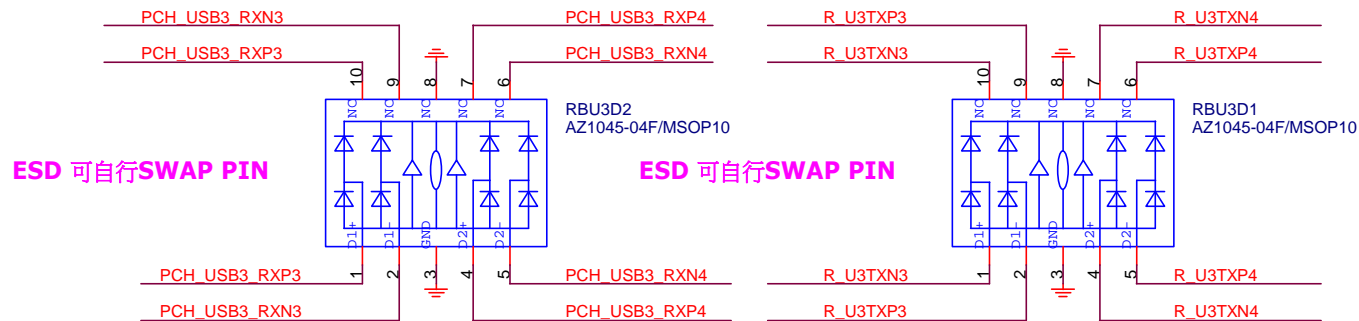 PCH_USB3_RXN3
PCH_USB3_RXP4
R_U3TXP3
R_U3TXN4
PCH_USB3_RXP3
PCH_USB3_RXN4
R_U3TXN3
R_U3TXP4
10 9 8 7 6
10 9 8 7 6
NC NC NC NC NC
NC NC NC NC NC
RBU3D2
AZ1045-04F/MSOP10
RBU3D1
AZ1045-04F/MSOP10
ESD 可自行SWAP PIN
ESD 可自行SWAP PIN
D1+ D1- GND D2+ D2-
D1+ D1- GND D2+ D2-
1 2 3 4 5
1 2 3 4 5
PCH_USB3_RXP3
PCH_USB3_RXN4
R_U3TXN3
R_U3TXP4
PCH_USB3_RXN3
PCH_USB3_RXP4
R_U3TXP3
R_U3TXN4